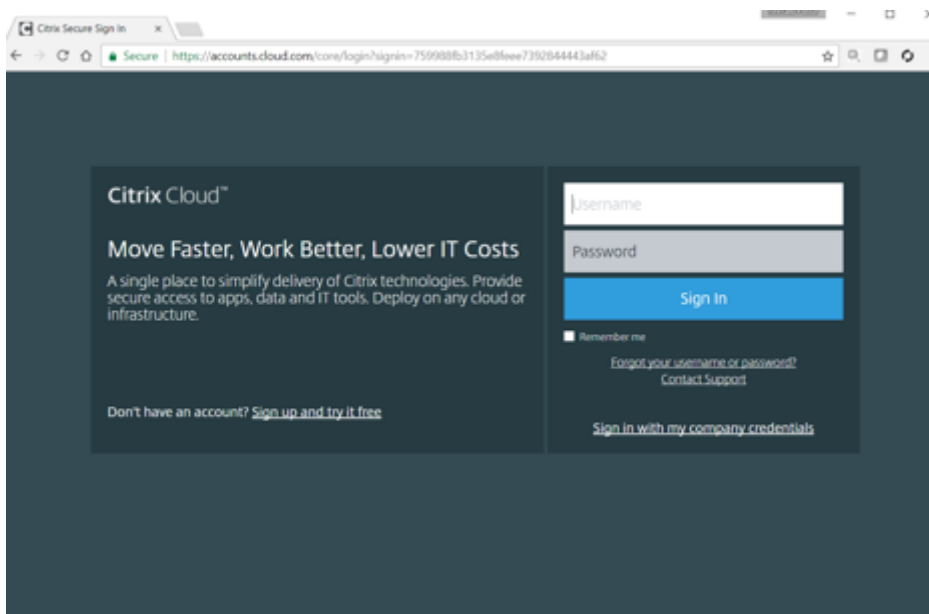 Citrix Secure Sign In
Secure | https://accounts.cloud.com/core/login?signin=759988fb3135e8feee7392844443af62
Citrix Cloud™
Move Faster, Work Better, Lower IT Costs
A single place to simplify delivery of Citrix technologies. Provide
secure access to apps, data and IT tools. Deploy on any cloud or
infrastructure.
Don't have an account? Sign up and try it free
Username
Password
Sign In
Remember me
Forgot your username or password?
Contact Support
Sign in with my company credentials